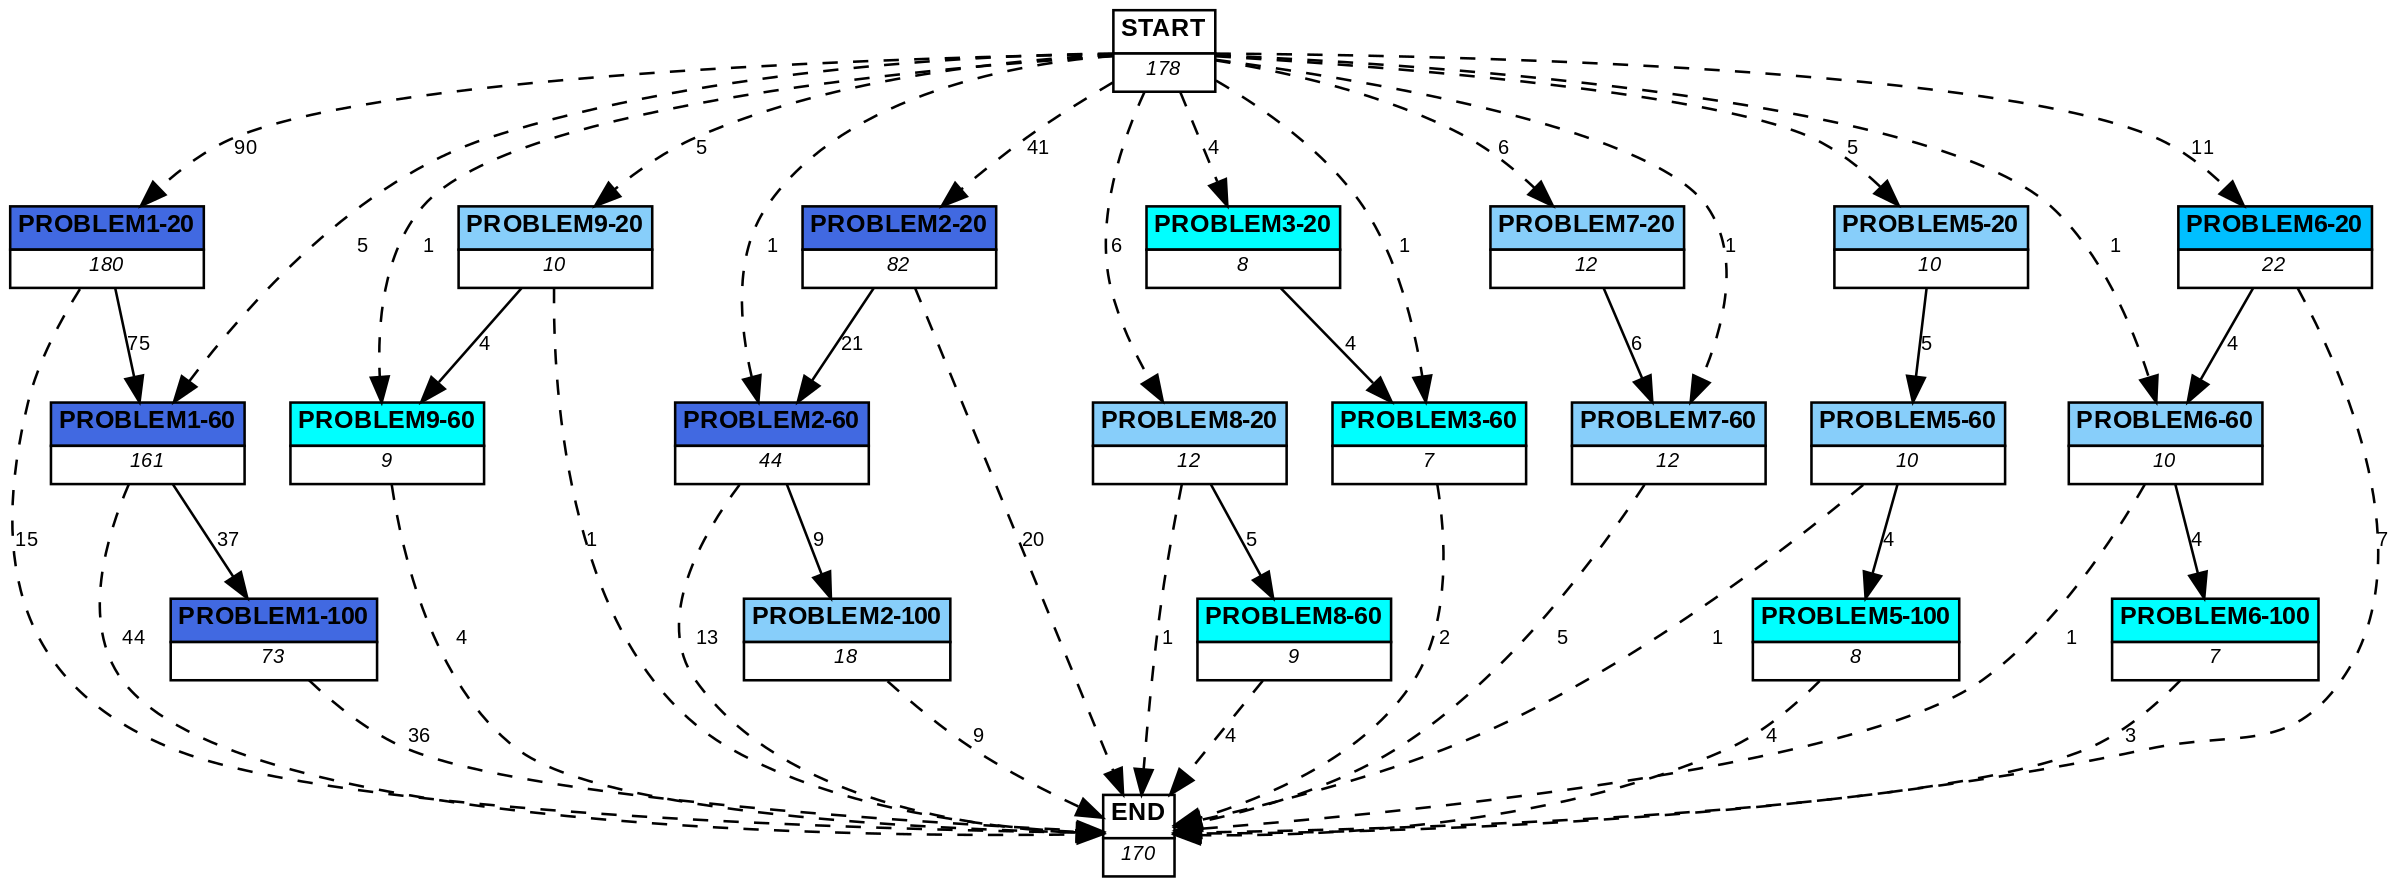 START
178
90
5
1
5
1
41
6
4
1
6
1
5
1
11
PROBLEM1-20
180
PROBLEM9-20
10
PROBLEM2-20
82
PROBLEM3-20
8
PROBLEM7-20
12
PROBLEM5-20
10
PROBLEM6-20
22
75
4
21
4
6
5
4
PROBLEM1-60
161
PROBLEM9-60
9
PROBLEM2-60
44
PROBLEM8-20
12
PROBLEM3-60
7
PROBLEM7-60
12
PROBLEM5-60
10
PROBLEM6-60
10
15
37
1
9
20
5
4
4
7
PROBLEM1-100
73
PROBLEM2-100
18
PROBLEM8-60
9
PROBLEM5-100
8
PROBLEM6-100
7
44
4
13
1
2
5
1
1
36
9
4
4
3
END
170